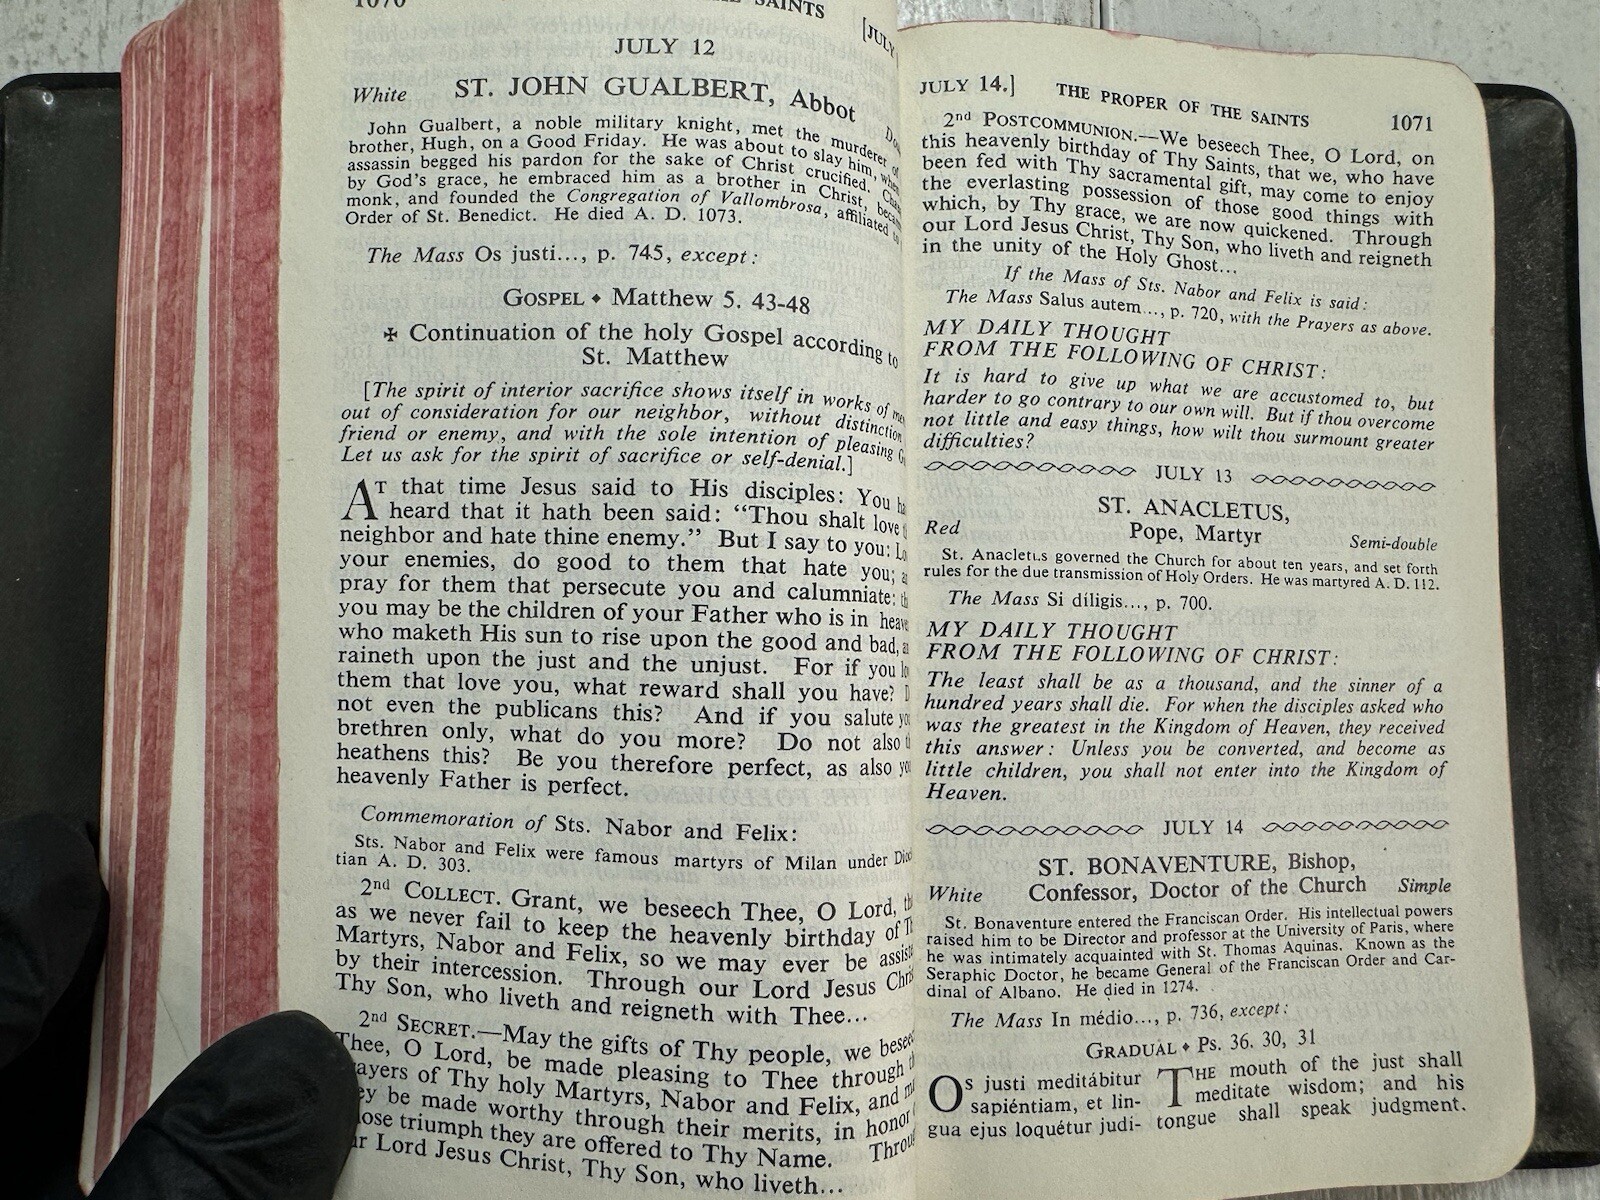 1070
SAINTS
[JULY
JULY 12
White ST. JOHN GUALBERT, Abbot
John Gualbert, a noble military knight, met the murderer of
brother, Hugh, on a Good Friday. He was about to slay him, when
assassin begged his pardon for the sake of Christ crucified.
by God's grace, he embraced him as a brother in Christ,
monk, and founded the Congregation of Vallombrosa, affiliated to
Order of St. Benedict. He died A. D. 1073.
The Mass Os justi..., p. 745, except:
GOSPEL ♦ Matthew 5. 43-48
✠ Continuation of the holy Gospel according to
St. Matthew
[The spirit of interior sacrifice shows itself in works of
out of consideration for our neighbor, without distinction
friend or enemy, and with the sole intention of pleasing
Let us ask for the spirit of sacrifice or self-denial.]
AT that time Jesus said to His disciples: You
heard that it hath been said: “Thou shalt love
neighbor and hate thine enemy.” But I say to you:
your enemies, do good to them that hate you;
pray for them that persecute you and calumniate:
you may be the children of your Father who is in
who maketh His sun to rise upon the good and bad,
raineth upon the just and the unjust. For if you
them that love you, what reward shall you have?
not even the publicans this? And if you salute
brethren only, what do you more? Do not also
heathens this? Be you therefore perfect, as also
heavenly Father is perfect.
Commemoration of Sts. Nabor and Felix:
Sts. Nabor and Felix were famous martyrs of Milan under
tian A. D. 303.
2nd COLLECT. Grant, we beseech Thee, O Lord,
as we never fail to keep the heavenly birthday of
Martyrs, Nabor and Felix, so we may ever be
by their intercession. Through our Lord Jesus
Thy Son, who liveth and reigneth with Thee...
2nd SECRET.—May the gifts of Thy people, we
Thee, O Lord, be made pleasing to Thee through
of Thy holy Martyrs, Nabor and Felix, and
be made worthy through their merits, in honor
triumph they are offered to Thy Name.
Lord Jesus Christ, Thy Son, who liveth...
JULY 14.] THE PROPER OF THE SAINTS 1071
2nd POSTCOMMUNION.—We beseech Thee, O Lord, on
this heavenly birthday of Thy Saints, that we, who have
been fed with Thy sacramental gift, may come to enjoy
the everlasting possession of those good things with
which, by Thy grace, we are now quickened. Through
our Lord Jesus Christ, Thy Son, who liveth and reigneth
in the unity of the Holy Ghost...
If the Mass of Sts. Nabor and Felix is said:
The Mass Salus autem..., p. 720, with the Prayers as above.
MY DAILY THOUGHT
FROM THE FOLLOWING OF CHRIST:
It is hard to give up what we are accustomed to, but
harder to go contrary to our own will. But if thou overcome
not little and easy things, how wilt thou surmount greater
difficulties?
JULY 13
ST. ANACLETUS,
Red Pope, Martyr Semi-double
St. Anacletus governed the Church for about ten years, and set forth
rules for the due transmission of Holy Orders. He was martyred A. D. 112.
The Mass Si díligis..., p. 700.
MY DAILY THOUGHT
FROM THE FOLLOWING OF CHRIST:
The least shall be as a thousand, and the sinner of a
hundred years shall die. For when the disciples asked who
was the greatest in the Kingdom of Heaven, they received
this answer: Unless you be converted, and become as
little children, you shall not enter into the Kingdom of
Heaven.
JULY 14
ST. BONAVENTURE, Bishop,
White Confessor, Doctor of the Church Simple
St. Bonaventure entered the Franciscan Order. His intellectual powers
raised him to be Director and professor at the University of Paris, where
he was intimately acquainted with St. Thomas Aquinas. Known as the
Seraphic Doctor, he became General of the Franciscan Order and Car-
dinal of Albano. He died in 1274.
The Mass In médio..., p. 736, except:
GRADUAL ♦ Ps. 36. 30, 31
Os justi meditábitur
sapiéntiam, et lin-
gua ejus loquétur judi-
THE mouth of the just shall
meditate wisdom; and his
tongue shall speak judgment.